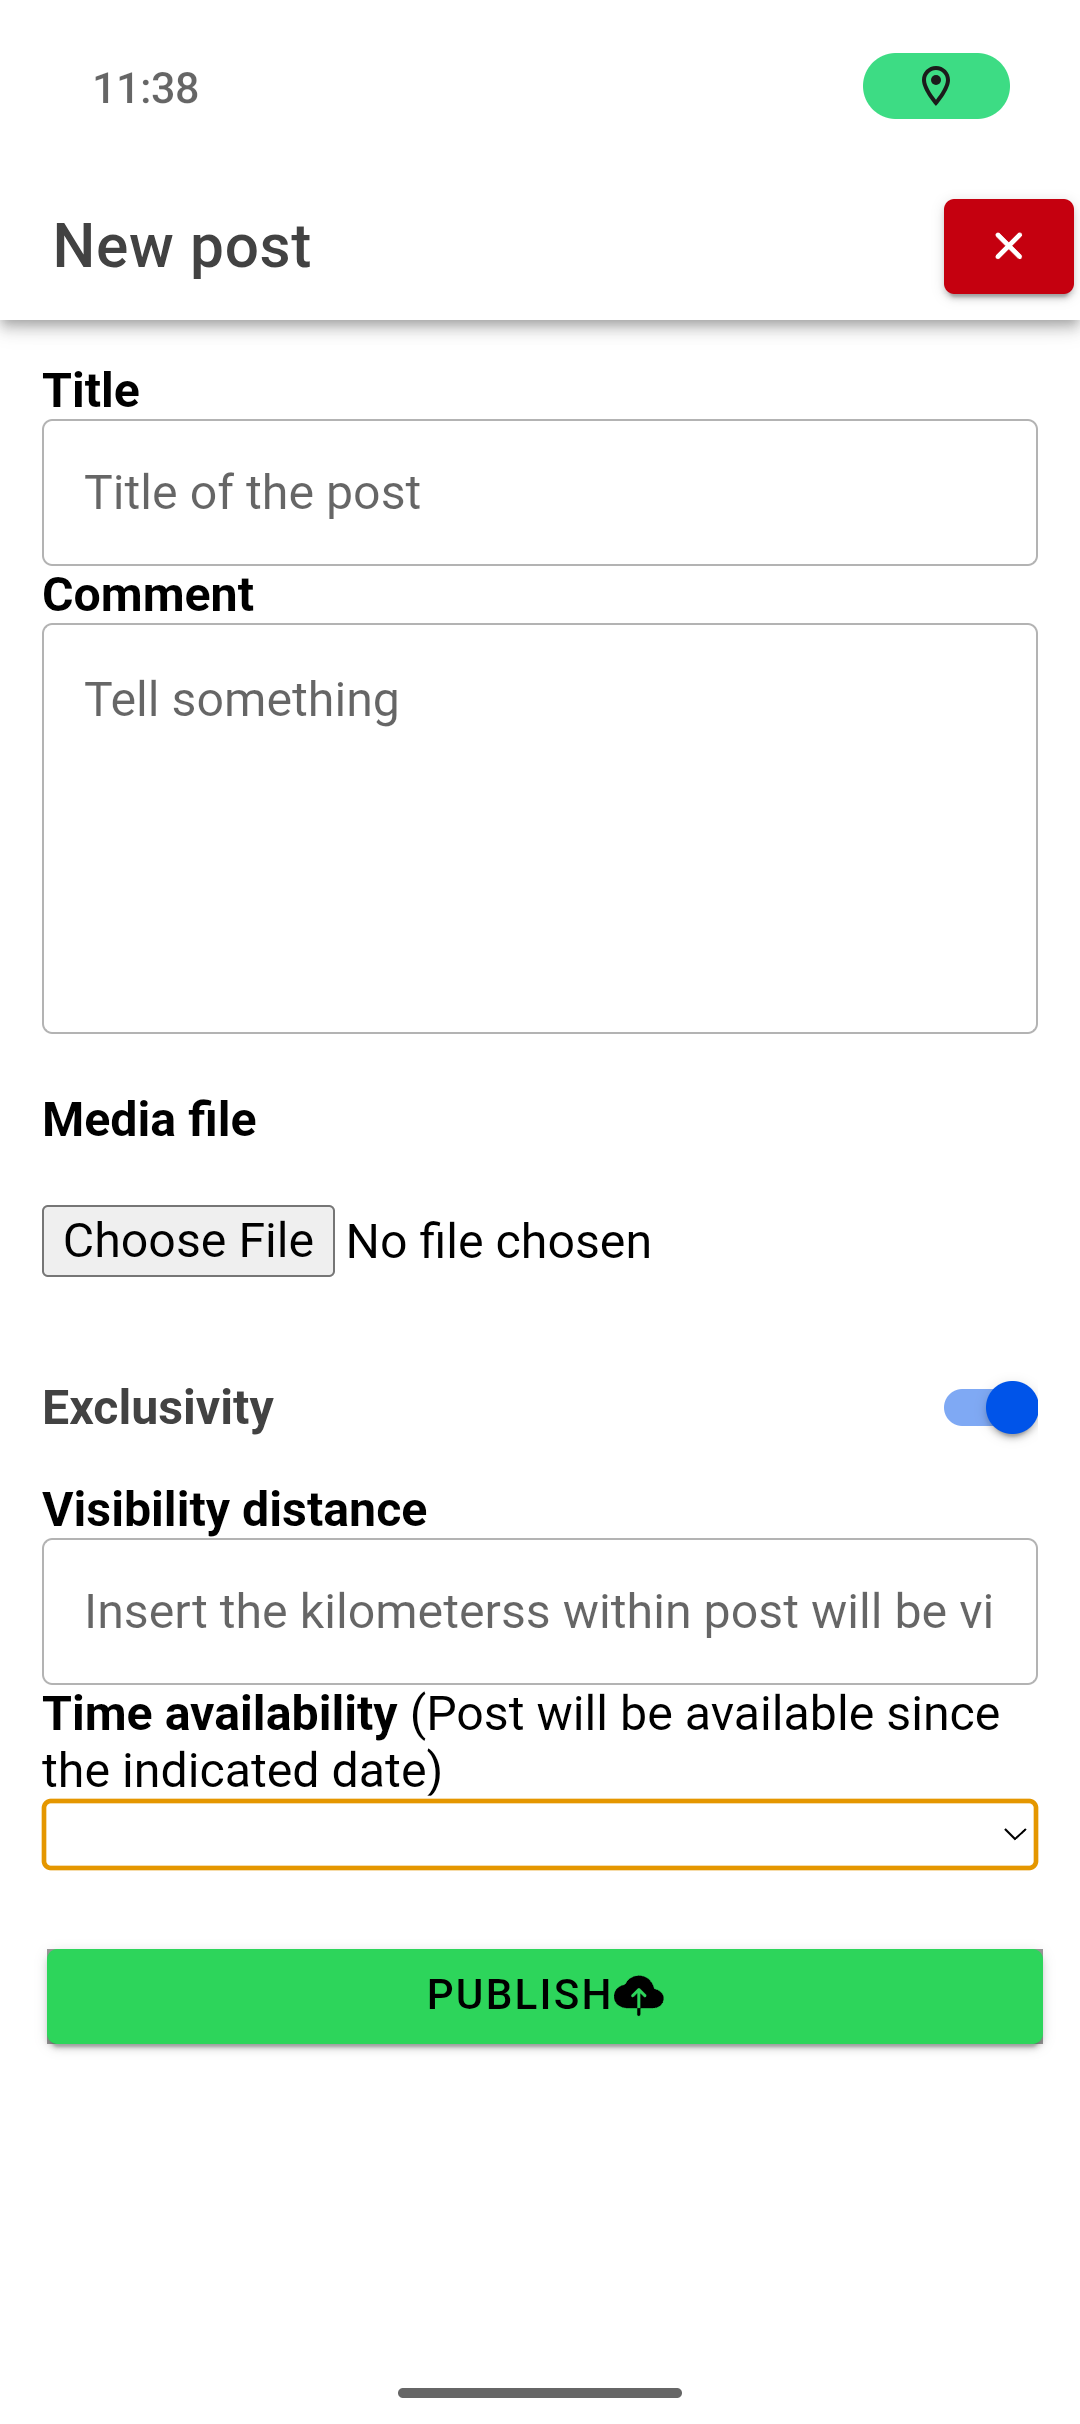 11:38
New post
Title
Title of the post
Comment
Tell something
Media file
Choose File No file chosen
Exclusivity
Visibility distance
Insert the kilometerss within post will be vi
Time availability (Post will be available since
the indicated date)
PUBLISH